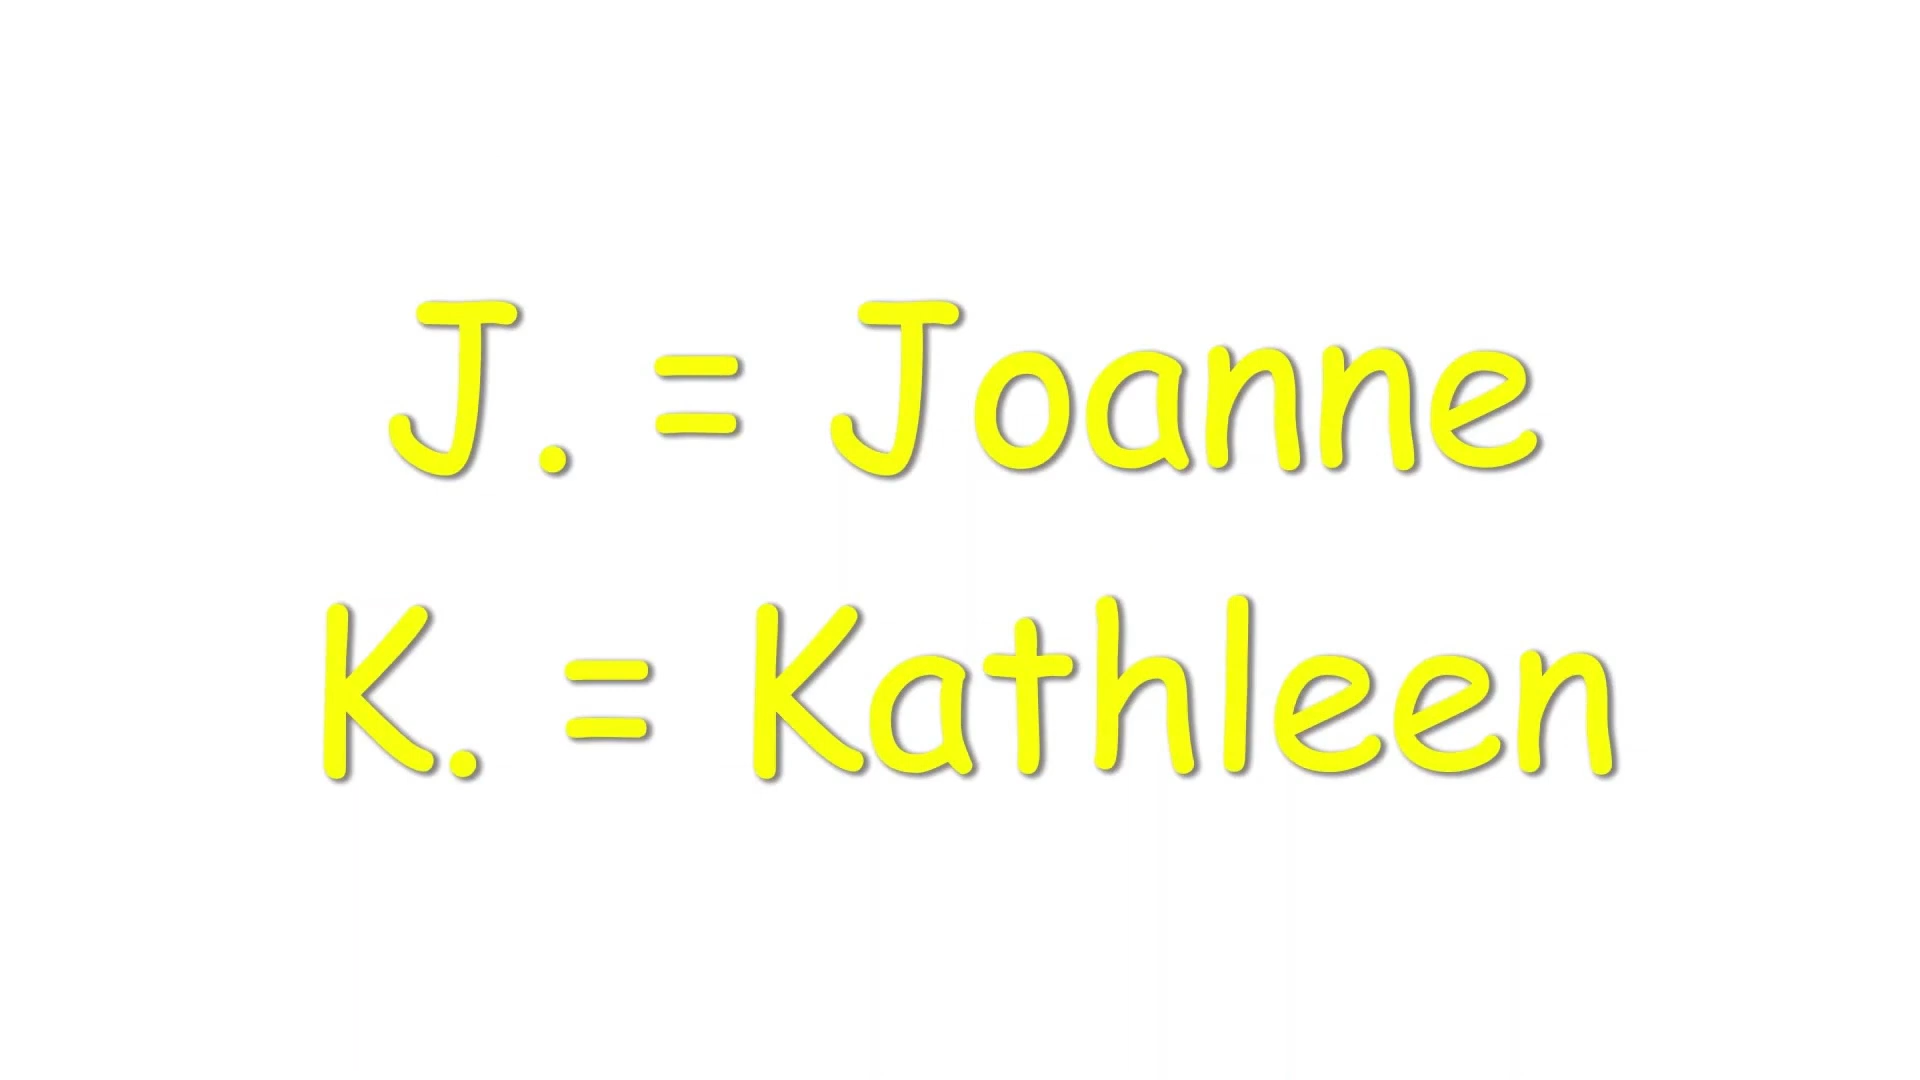 J. = Joanne
K. = Kathleen